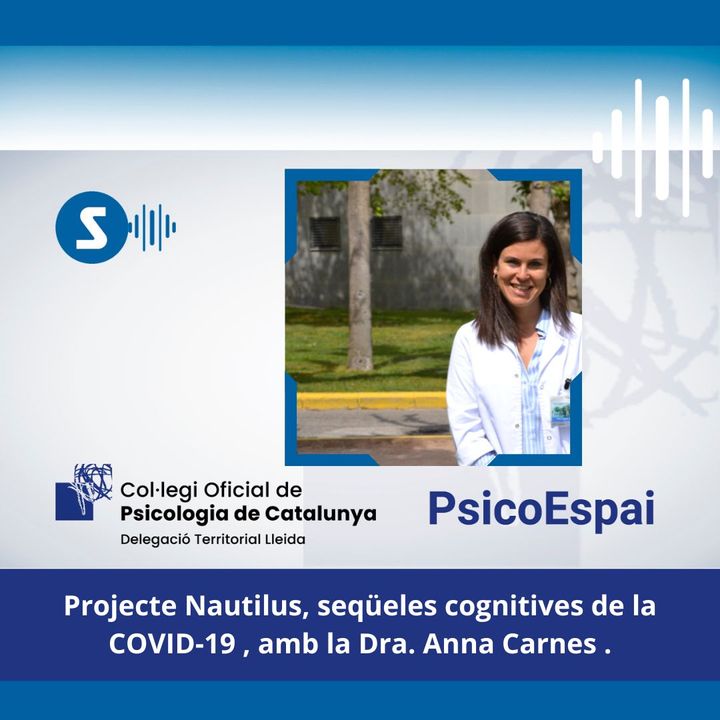 S
Col·legi Oficial de
Psicologia de Catalunya
Delegació Territorial Lleida
PsicoEspai
Projecte Nautilus, seqüeles cognitives de la
COVID-19 , amb la Dra. Anna Carnes .